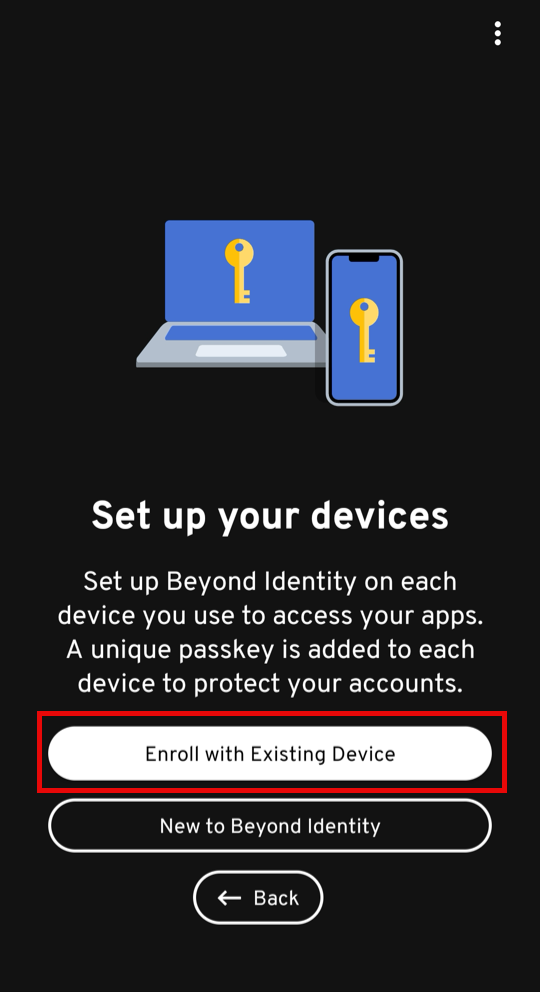 Set up your devices
Set up Beyond Identity on each
device you use to access your apps.
A unique passkey is added to each
device to protect your accounts.
Enroll with Existing Device
New to Beyond Identity
Back